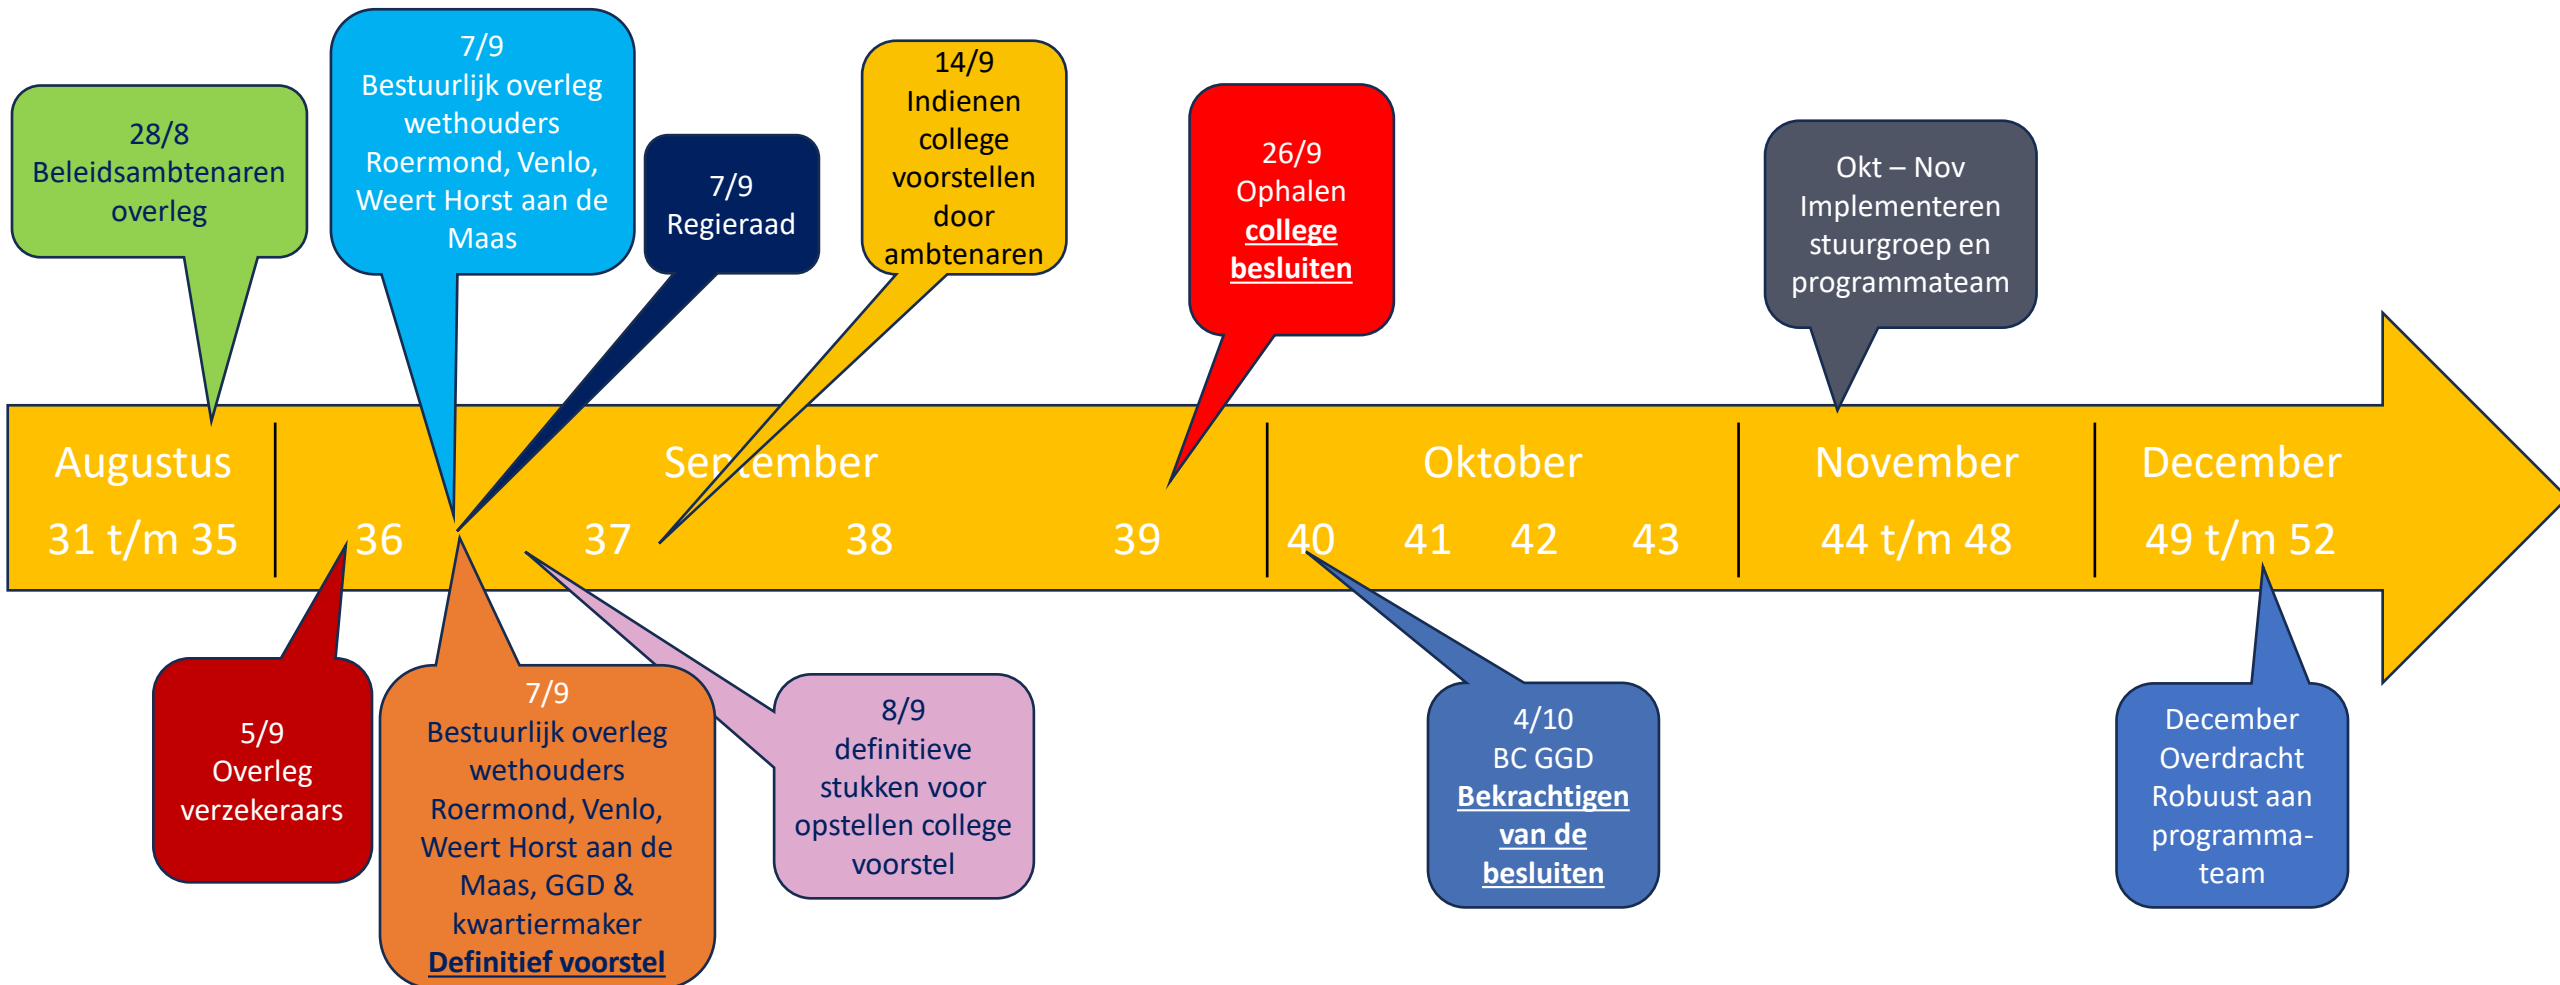 28/8
Beleidsambtenaren
overleg
7/9
Bestuurlijk overleg
wethouders
Roermond, Venlo,
Weert Horst aan de
Maas
7/9
Regieraad
14/9
Indienen
college
voorstellen
door
ambtenaren
26/9
Ophalen
college
besluiten
Okt – Nov
Implementeren
stuurgroep en
programmateam
Augustus
September
Oktober
November
December
31 t/m 35
36
37
38
39
40
41
42
43
44 t/m 48
49 t/m 52
5/9
Overleg
verzekeraars
7/9
Bestuurlijk overleg
wethouders
Roermond, Venlo,
Weert Horst aan de
Maas, GGD &
kwartiermaker
Definitief voorstel
8/9
definitieve
stukken voor
opstellen college
voorstel
4/10
BC GGD
Bekrachtigen
van de
besluiten
December
Overdracht
Robuust aan
programma-
team